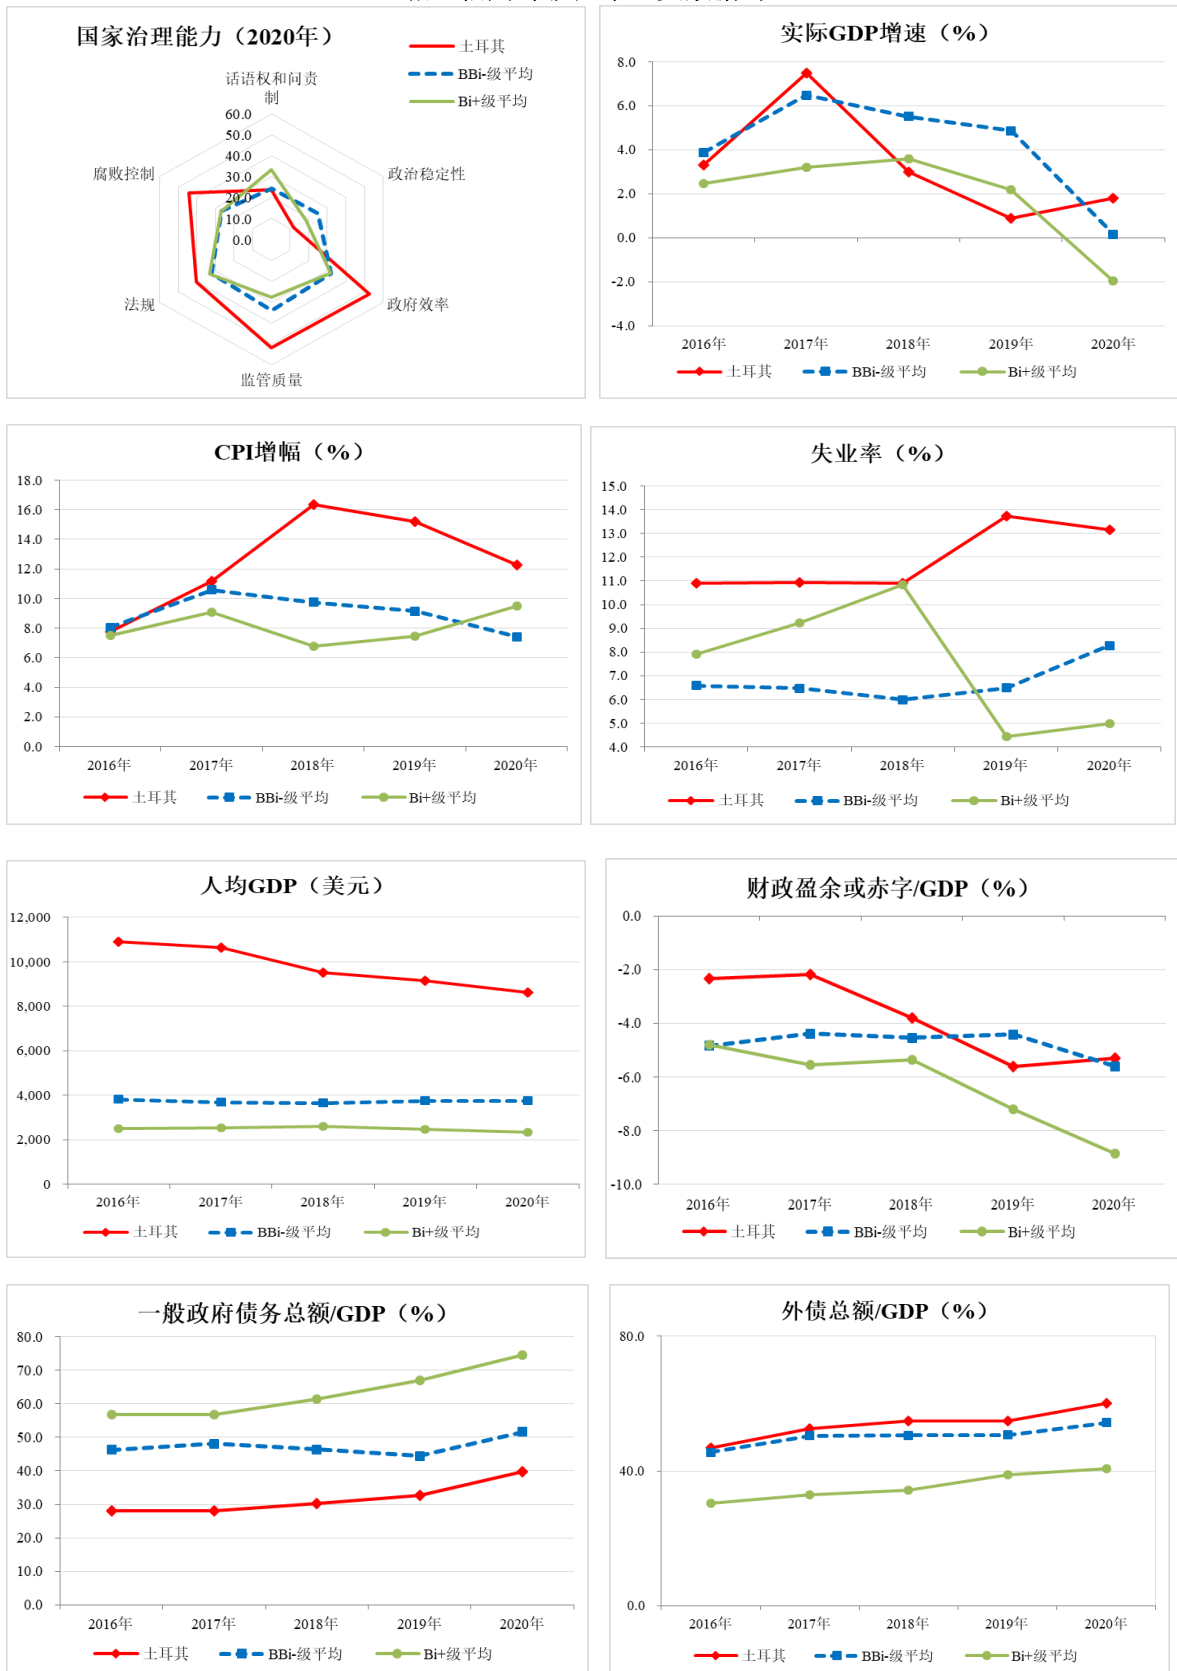 国家治理能力（2020年）
土耳其
BBi-级平均
Bi+级平均
话语权和问责
制
60.0
50.0
40.0
30.0
20.0
10.0
0.0
腐败控制
政治稳定性
法规
政府效率
监管质量
实际GDP增速（%）
8.0
6.0
4.0
2.0
0.0
-2.0
-4.0
2016年 2017年 2018年 2019年 2020年
土耳其 BBi-级平均 Bi+级平均
CPI增幅（%）
18.0
16.0
14.0
12.0
10.0
8.0
6.0
4.0
2.0
0.0
2016年 2017年 2018年 2019年 2020年
土耳其 BBi-级平均 Bi+级平均
失业率（%）
15.0
14.0
13.0
12.0
11.0
10.0
9.0
8.0
7.0
6.0
5.0
4.0
2016年 2017年 2018年 2019年 2020年
土耳其 BBi-级平均 Bi+级平均
人均GDP（美元）
12,000
10,000
8,000
6,000
4,000
2,000
0
2016年 2017年 2018年 2019年 2020年
土耳其 BBi-级平均 Bi+级平均
财政盈余或赤字/GDP（%）
0.0
-2.0
-4.0
-6.0
-8.0
-10.0
2016年 2017年 2018年 2019年 2020年
土耳其 BBi-级平均 Bi+级平均
一般政府债务总额/GDP（%）
80.0
70.0
60.0
50.0
40.0
30.0
20.0
10.0
0.0
2016年 2017年 2018年 2019年 2020年
土耳其 BBi-级平均 Bi+级平均
外债总额/GDP（%）
80.0
40.0
0.0
2016年 2017年 2018年 2019年 2020年
土耳其 BBi-级平均 Bi+级平均